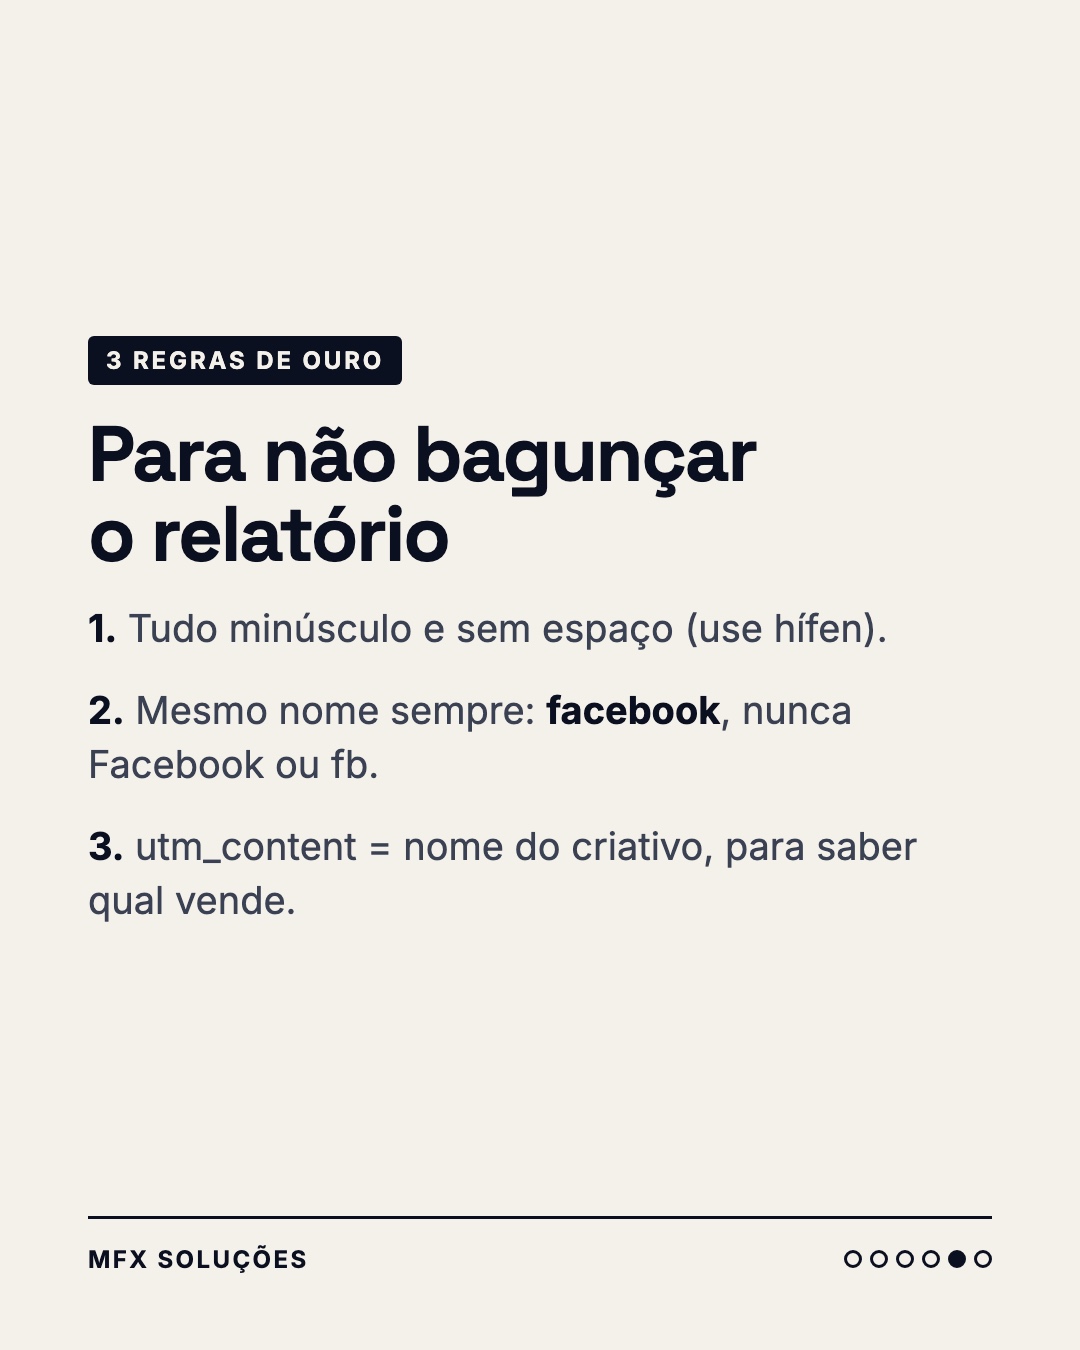 3 REGRAS DE OURO
Para não bagunçar
o relatório
1. Tudo minúsculo e sem espaço (use hífen).
2. Mesmo nome sempre: facebook, nunca
Facebook ou fb.
3. utm_content = nome do criativo, para saber
qual vende.
MFX SOLUÇÕES